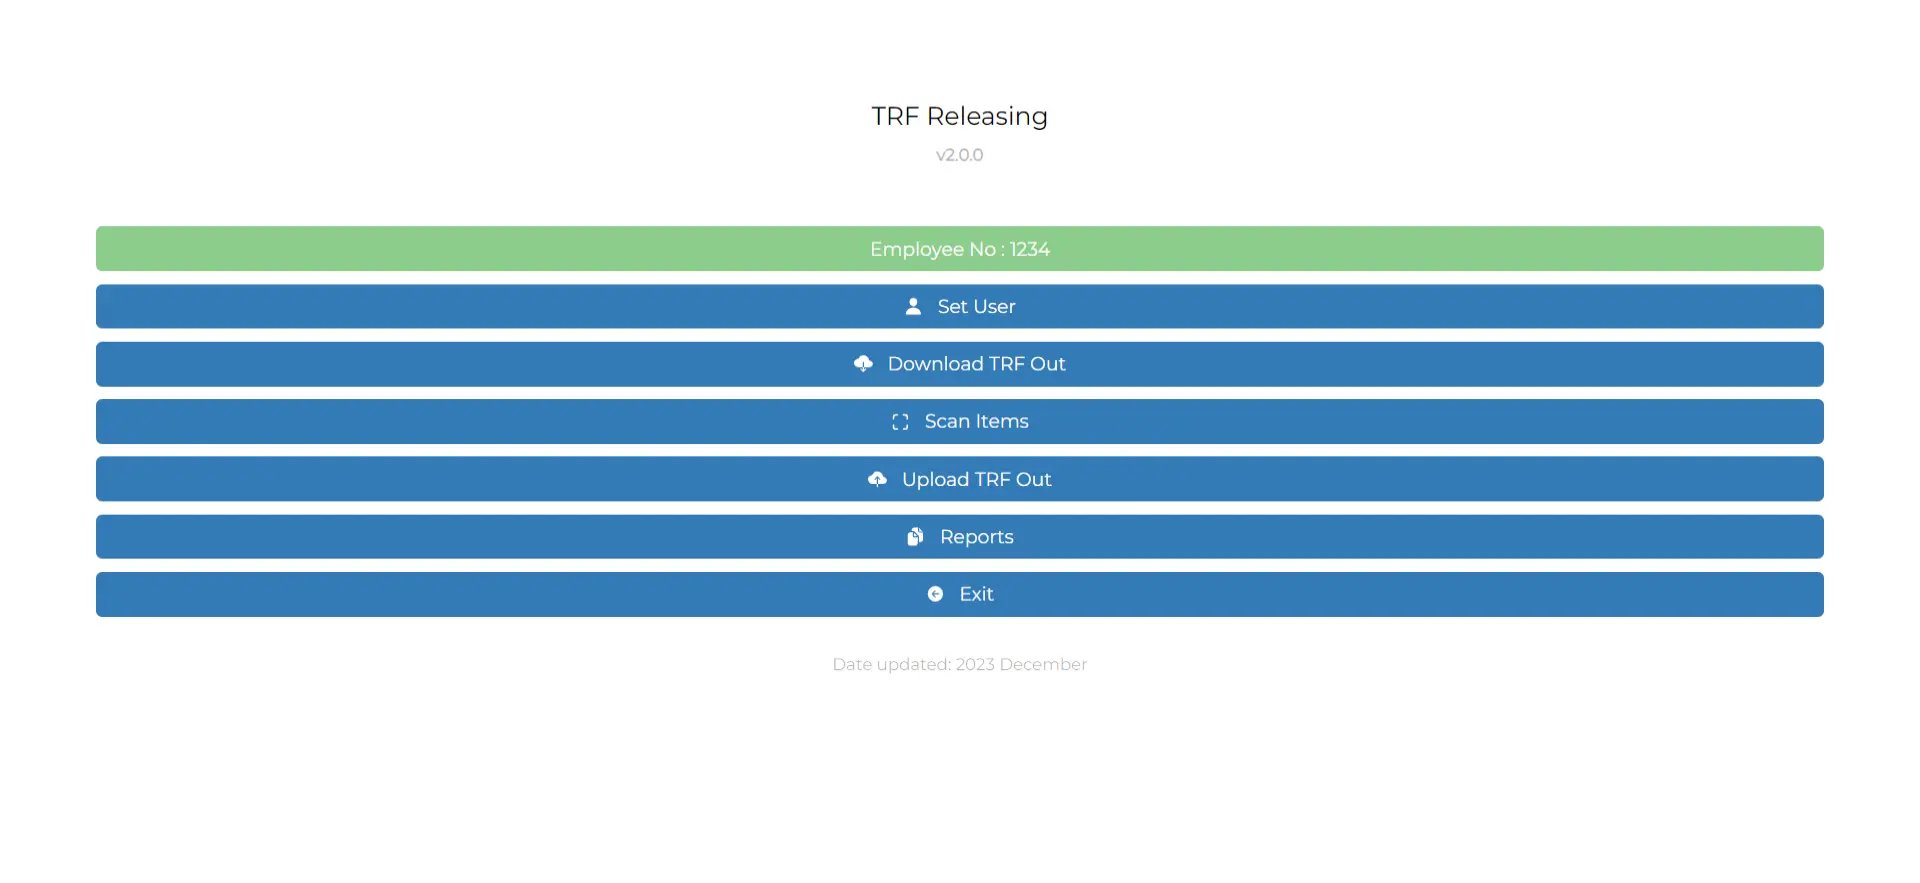 TRF Releasing
v2.0.0
Employee No : 1234
Set User
Download TRF Out
Scan Items
Upload TRF Out
Reports
Exit
Date updated: 2023 December